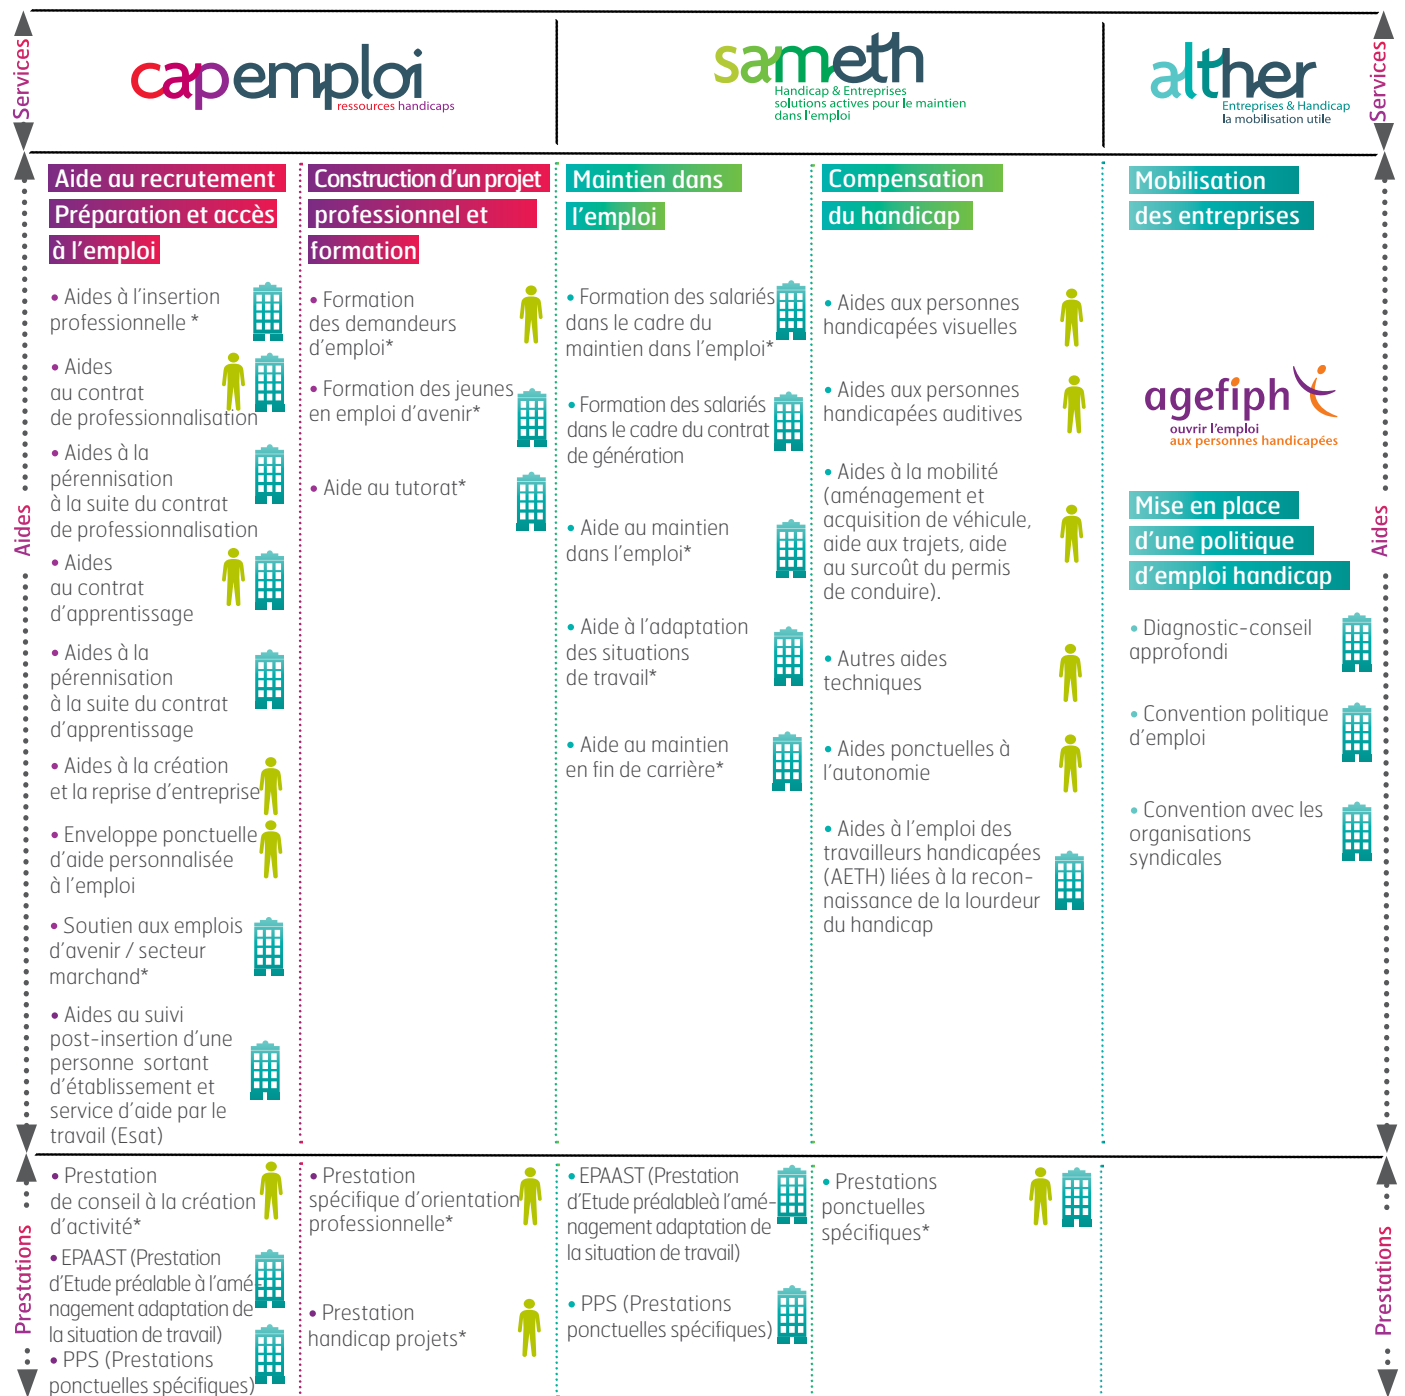 Services
cap emploi
ressources handicaps
sameth
Handicap & Entreprises
solutions actives pour le maintien
dans l'emploi
alther
Entreprises & Handicap
la mobilisation utile
Services
Aides
Aide au recrutement
Préparation et accès
à l'emploi
• Aides à l'insertion
professionnelle *
• Aides
au contrat
de professionnalisation
• Aides à la
pérennisation
à la suite du contrat
de professionnalisation
• Aides
au contrat
d'apprentissage
• Aides à la
pérennisation
à la suite du contrat
d'apprentissage
• Aides à la création
et la reprise d'entreprise
• Enveloppe ponctuelle
d'aide personnalisée
à l'emploi
• Soutien aux emplois
d'avenir / secteur
marchand*
• Aides au suivi
post-insertion d'une
personne sortant
d'établissement et
service d'aide par le
travail (Esat)
Construction d'un projet
professionnel et
formation
• Formation
des demandeurs
d'emploi*
• Formation des jeunes
en emploi d'avenir*
• Aide au tutorat*
Maintien dans
l'emploi
• Formation des salariés
dans le cadre du
maintien dans l'emploi*
• Formation des salariés
dans le cadre du contrat
de génération
• Aide au maintien
dans l'emploi*
• Aide à l'adaptation
des situations
de travail*
• Aide au maintien
en fin de carrière*
Compensation
du handicap
• Aides aux personnes
handicapées visuelles
• Aides aux personnes
handicapées auditives
• Aides à la mobilité
(aménagement et
acquisition de véhicule,
aide aux trajets, aide
au surcoût du permis
de conduire).
• Autres aides
techniques
• Aides ponctuelles à
l'autonomie
• Aides à l'emploi des
travailleurs handicapées
(AETH) liées à la recon-
naissance de la lourdeur
du handicap
Mobilisation
des entreprises
agefiph
ouvrir l'emploi
aux personnes handicapées
Mise en place
d'une politique
d'emploi handicap
• Diagnostic-conseil
approfondi
• Convention politique
d'emploi
• Convention avec les
organisations
syndicales
Aides
Prestations
• Prestation
de conseil à la création
d'activité*
• EPAAST (Prestation
d'Etude préalable à l'amé-
nagement adaptation de
la situation de travail)
• PPS (Prestations
ponctuelles spécifiques)
• Prestation
spécifique d'orientation
professionnelle*
• Prestation
handicap projets*
• EPAAST (Prestation
d'Etude préalableà l'amé-
nagement adaptation de
la situation de travail)
• PPS (Prestations
ponctuelles spécifiques)
• Prestations
ponctuelles
spécifiques*
Prestations